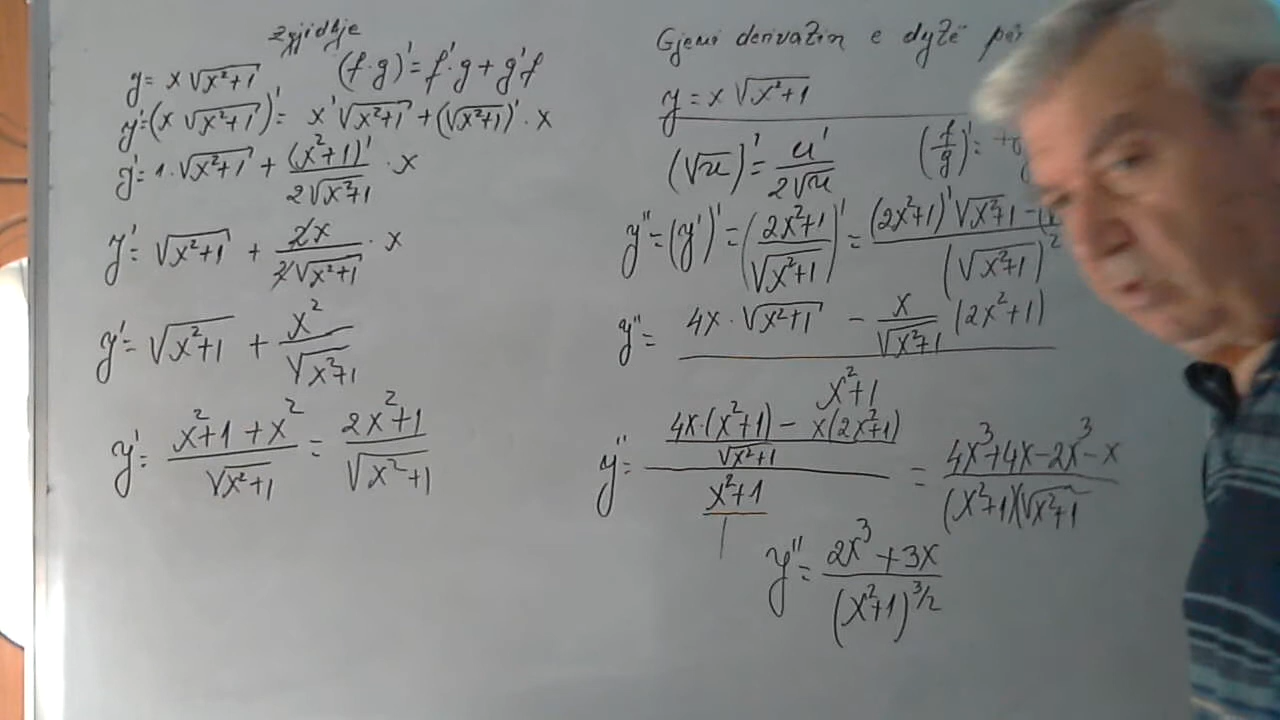 zgjidhje
y = x √(x²+1)    (f·g)' = f'·g + g'f
y' = (x √(x²+1))' = x' √(x²+1) + (√(x²+1))' · x
y' = 1·√(x²+1) + (x²+1)'/(2√(x²+1)) · x
y' = √(x²+1) + 2x/(2√(x²+1)) · x
y' = √(x²+1) + x²/√(x²+1)
y' = (x²+1+x²)/√(x²+1) = (2x²+1)/√(x²+1)
Gjeni derivatin e dytë për
y = x √(x²+1)
(√u)' = u'/(2√u)    (f/g)' =
y'' = (y')' = ((2x²+1)/√(x²+1))' = ((2x²+1)'√(x²+1) − (/(√(x²+1))²
y'' = (4x·√(x²+1) − x/√(x²+1) (2x²+1))/(x²+1)
y'' = ((4x·(x²+1) − x(2x²+1))/√(x²+1))/((x²+1)/1) = (4x³+4x−2x³−x)/((x²+1)(√(x²+1)
y'' = (2x³+3x)/(x²+1)^(3/2)